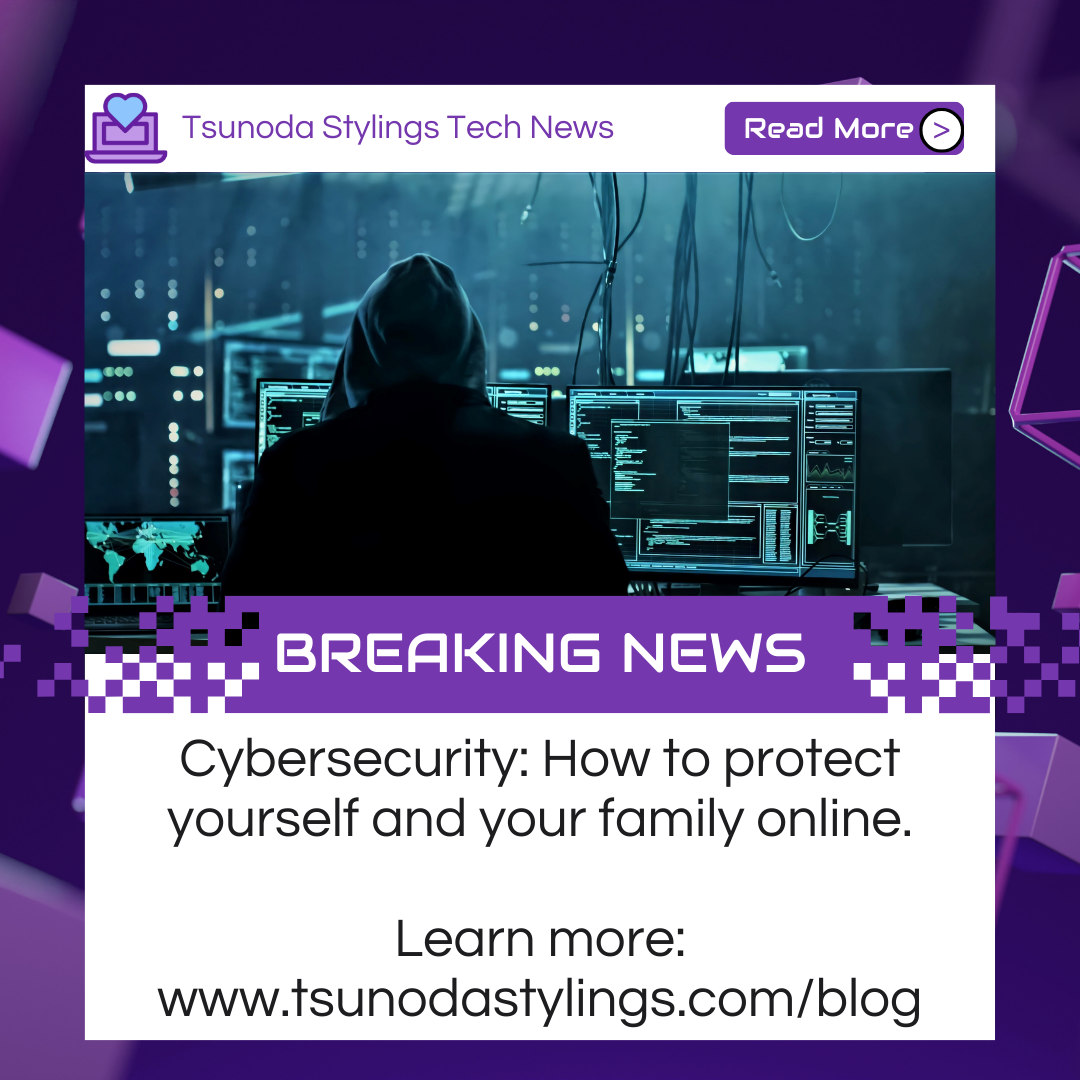 Tsunoda Stylings Tech News
Read More >
BREAKING NEWS
Cybersecurity: How to protect
yourself and your family online.
Learn more:
www.tsunodastylings.com/blog